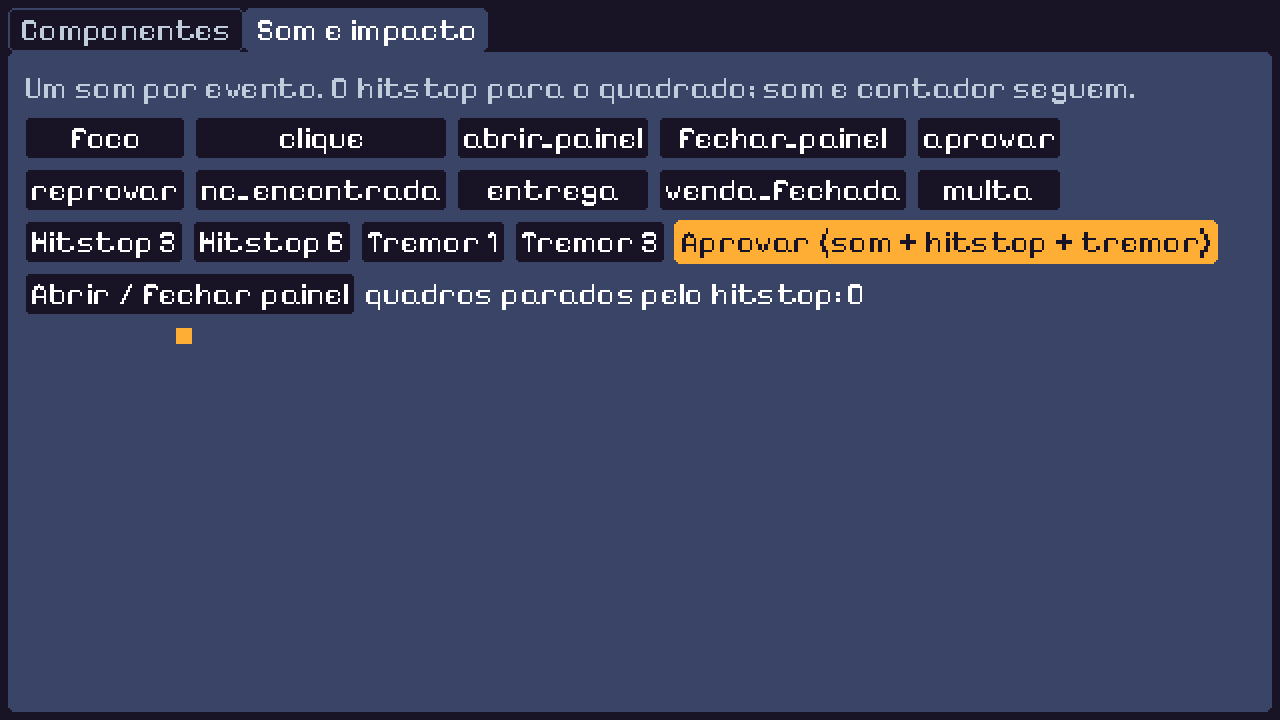 Componentes Som e impacto
Um som por evento. O hitstop para o quadrado; som e contador seguem.
foco clique abrir_painel fechar_painel aprovar
reprovar nc_encontrada entrega venda_fechada multa
Hitstop 3 Hitstop 6 Tremor 1 Tremor 3 Aprovar (som + hitstop + tremor)
Abrir / fechar painel quadros parados pelo hitstop: 0